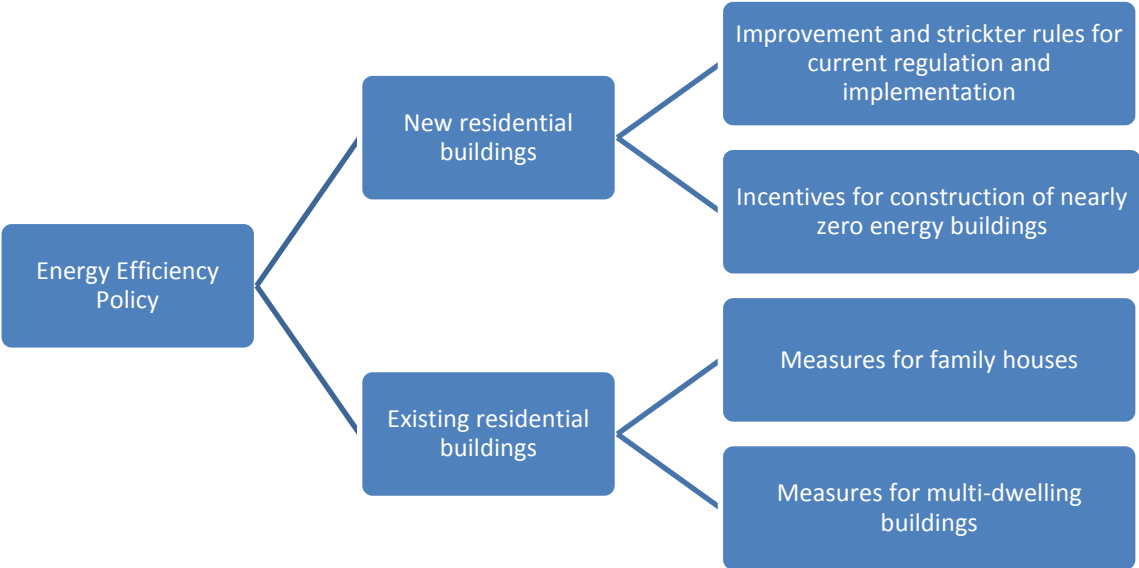 Energy Efficiency
Policy
New residential
buildings
Improvement and strickter rules for
current regulation and
implementation
Incentives for construction of nearly
zero energy buildings
Existing residential
buildings
Measures for family houses
Measures for multi-dwelling
buildings